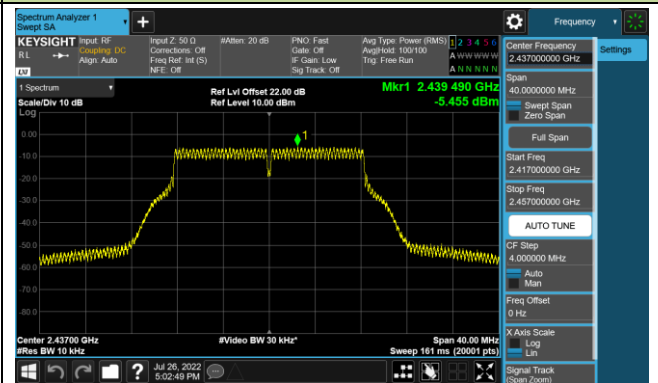 Spectrum Analyzer 1
Swept SA
Frequency
KEYSIGHT
RL
Input: RF
Coupling: DC
Align: Auto
Input Z: 50 Ω
Corrections: Off
Freq Ref: Int (S)
NFE: Off
#Atten: 20 dB
PNO: Fast
Gate: Off
IF Gain: Low
Sig Track: Off
Avg Type: Power (RMS)
Avg|Hold: 100/100
Trig: Free Run
1 2 3 4 5 6
A W W W W W
A N N N N N
LW
1 Spectrum
Scale/Div 10 dB
Log
Ref Lvl Offset 22.00 dB
Ref Level 10.00 dBm
Mkr1 2.439 490 GHz
-5.455 dBm
0.00
-10.0
-20.0
-30.0
-40.0
-50.0
-60.0
-70.0
-80.0
1
Center 2.43700 GHz
#Res BW 10 kHz
#Video BW 30 kHz*
Span 40.00 MHz
Sweep 161 ms (20001 pts)
Jul 26, 2022
5:02:49 PM
Center Frequency
2.437000000 GHz
Settings
Span
40.0000000 MHz
Swept Span
Zero Span
Full Span
Start Freq
2.417000000 GHz
Stop Freq
2.457000000 GHz
AUTO TUNE
CF Step
4.000000 MHz
Auto
Man
Freq Offset
0 Hz
X Axis Scale
Log
Lin
Signal Track
(Span Zoom)